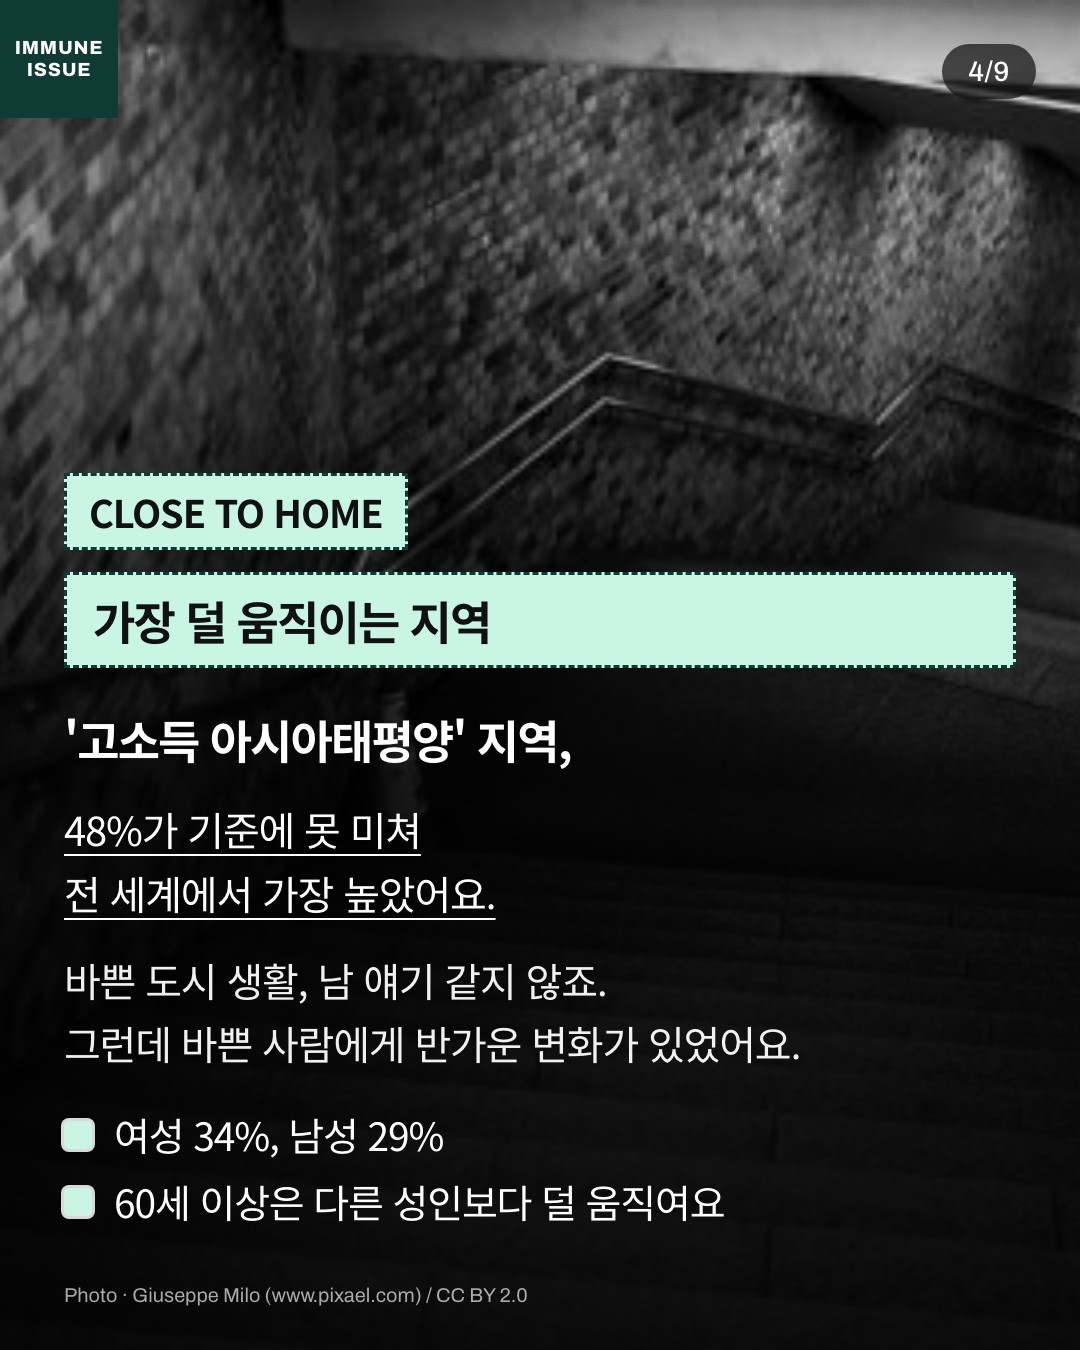 IMMUNE
ISSUE
4/9
CLOSE TO HOME
가장 덜 움직이는 지역
'고소득 아시아태평양' 지역,
48%가 기준에 못 미쳐
전 세계에서 가장 높았어요.
바쁜 도시 생활, 남 얘기 같지 않죠.
그런데 바쁜 사람에게 반가운 변화가 있었어요.
여성 34%, 남성 29%
60세 이상은 다른 성인보다 덜 움직여요
Photo · Giuseppe Milo (www.pixael.com) / CC BY 2.0